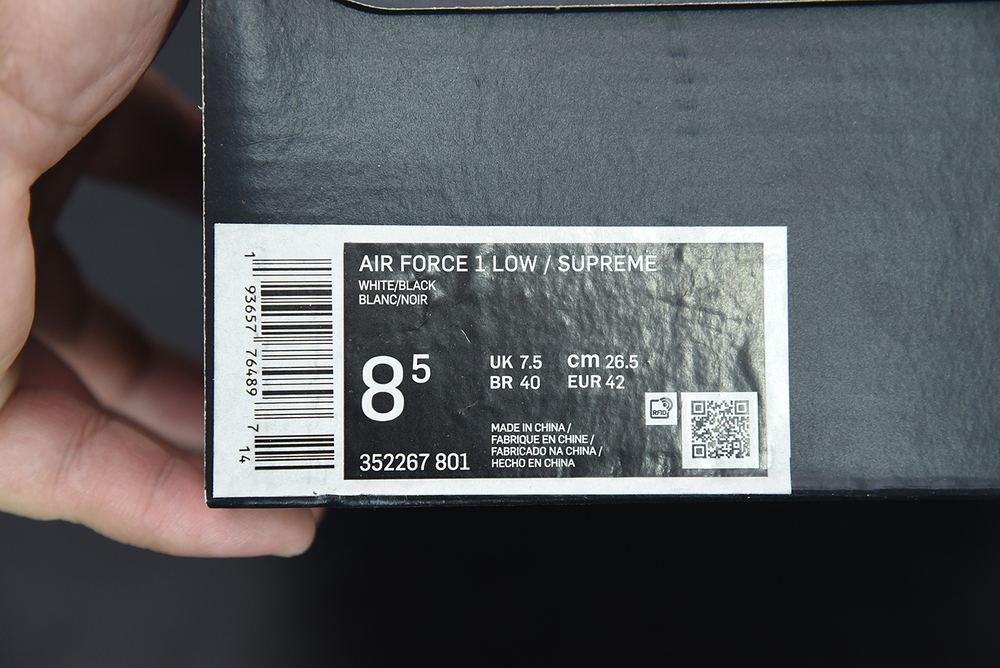 AIR FORCE 1 LOW / SUPREME
WHITE/BLACK
BLANC/NOIR
8 5
UK 7.5 cm 26.5
BR 40 EUR 42
RFID
MADE IN CHINA /
FABRIQUE EN CHINE /
FABRICADO NA CHINA /
HECHO EN CHINA
352267 801
1 93657 76489 7 14